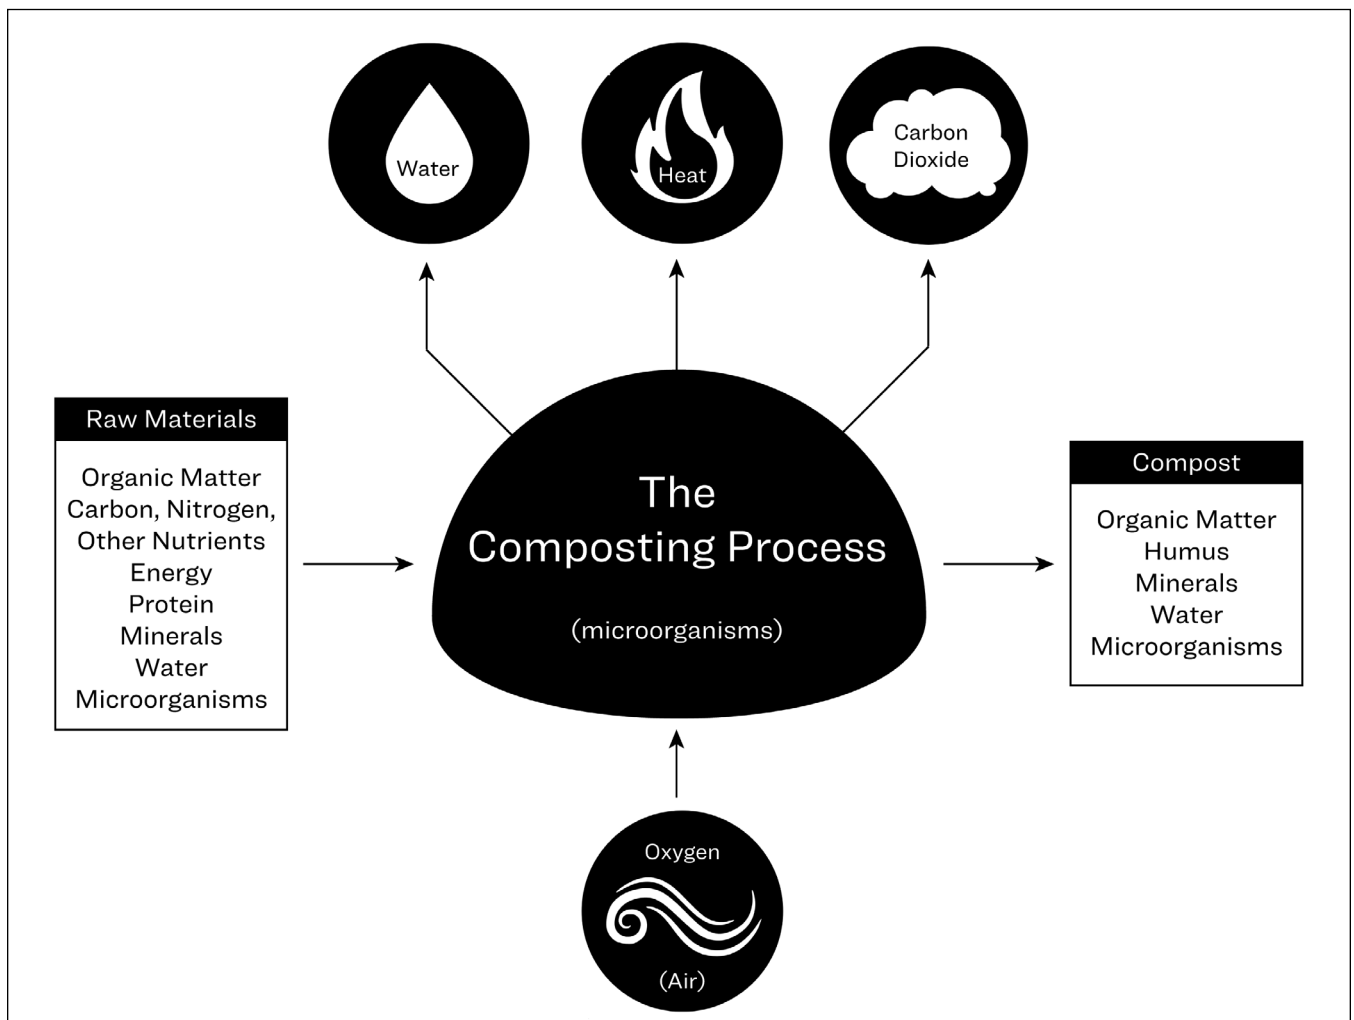 Water
Heat
Carbon
Dioxide
Raw Materials
Organic Matter
Carbon, Nitrogen,
Other Nutrients
Energy
Protein
Minerals
Water
Microorganisms
The
Composting Process
(microorganisms)
Compost
Organic Matter
Humus
Minerals
Water
Microorganisms
Oxygen
(Air)